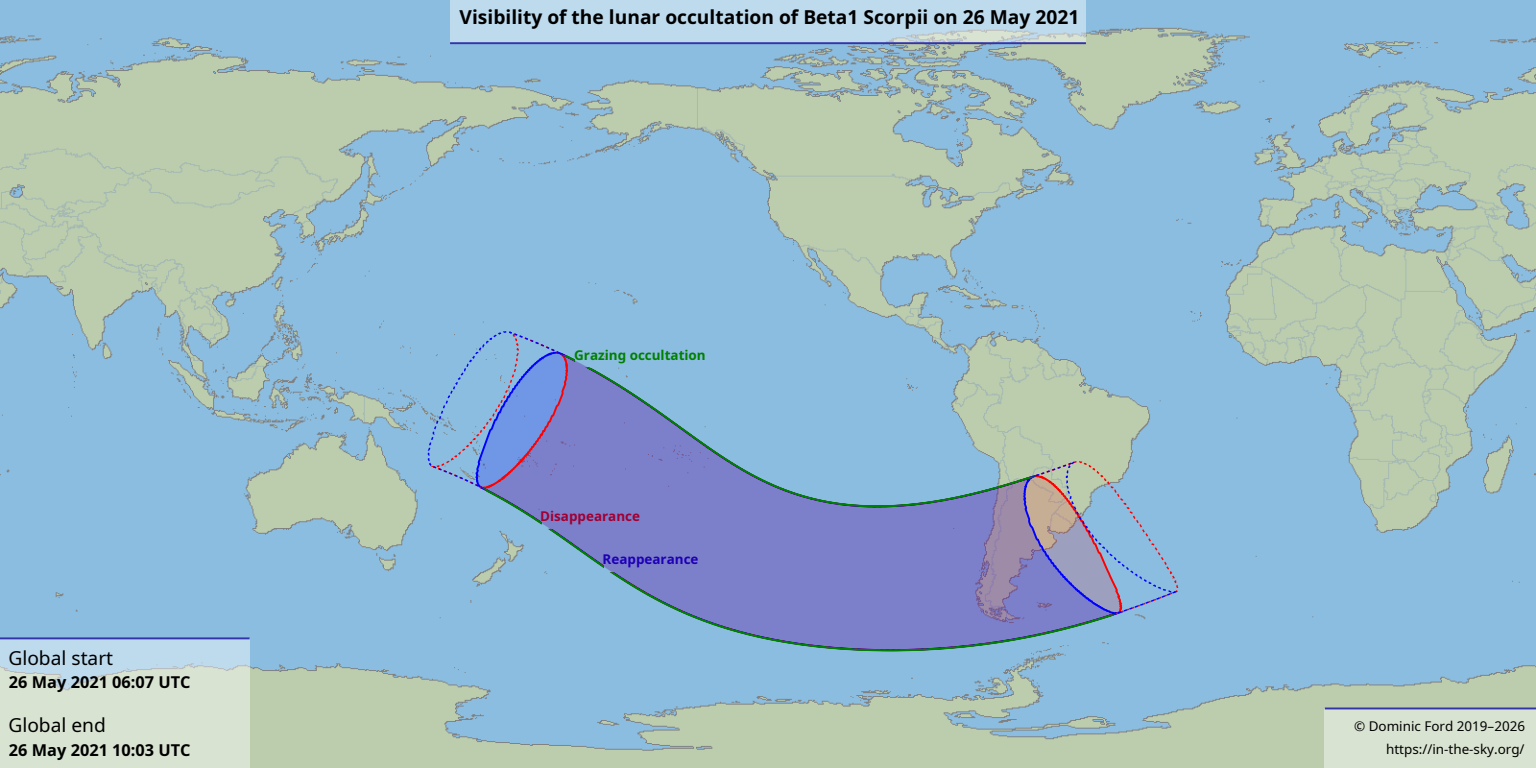 Visibility of the lunar occultation of Beta1 Scorpii on 26 May 2021
Grazing occultation
Disappearance
Reappearance
Global start
26 May 2021 06:07 UTC
Global end
26 May 2021 10:03 UTC
© Dominic Ford 2019–2026
https://in-the-sky.org/